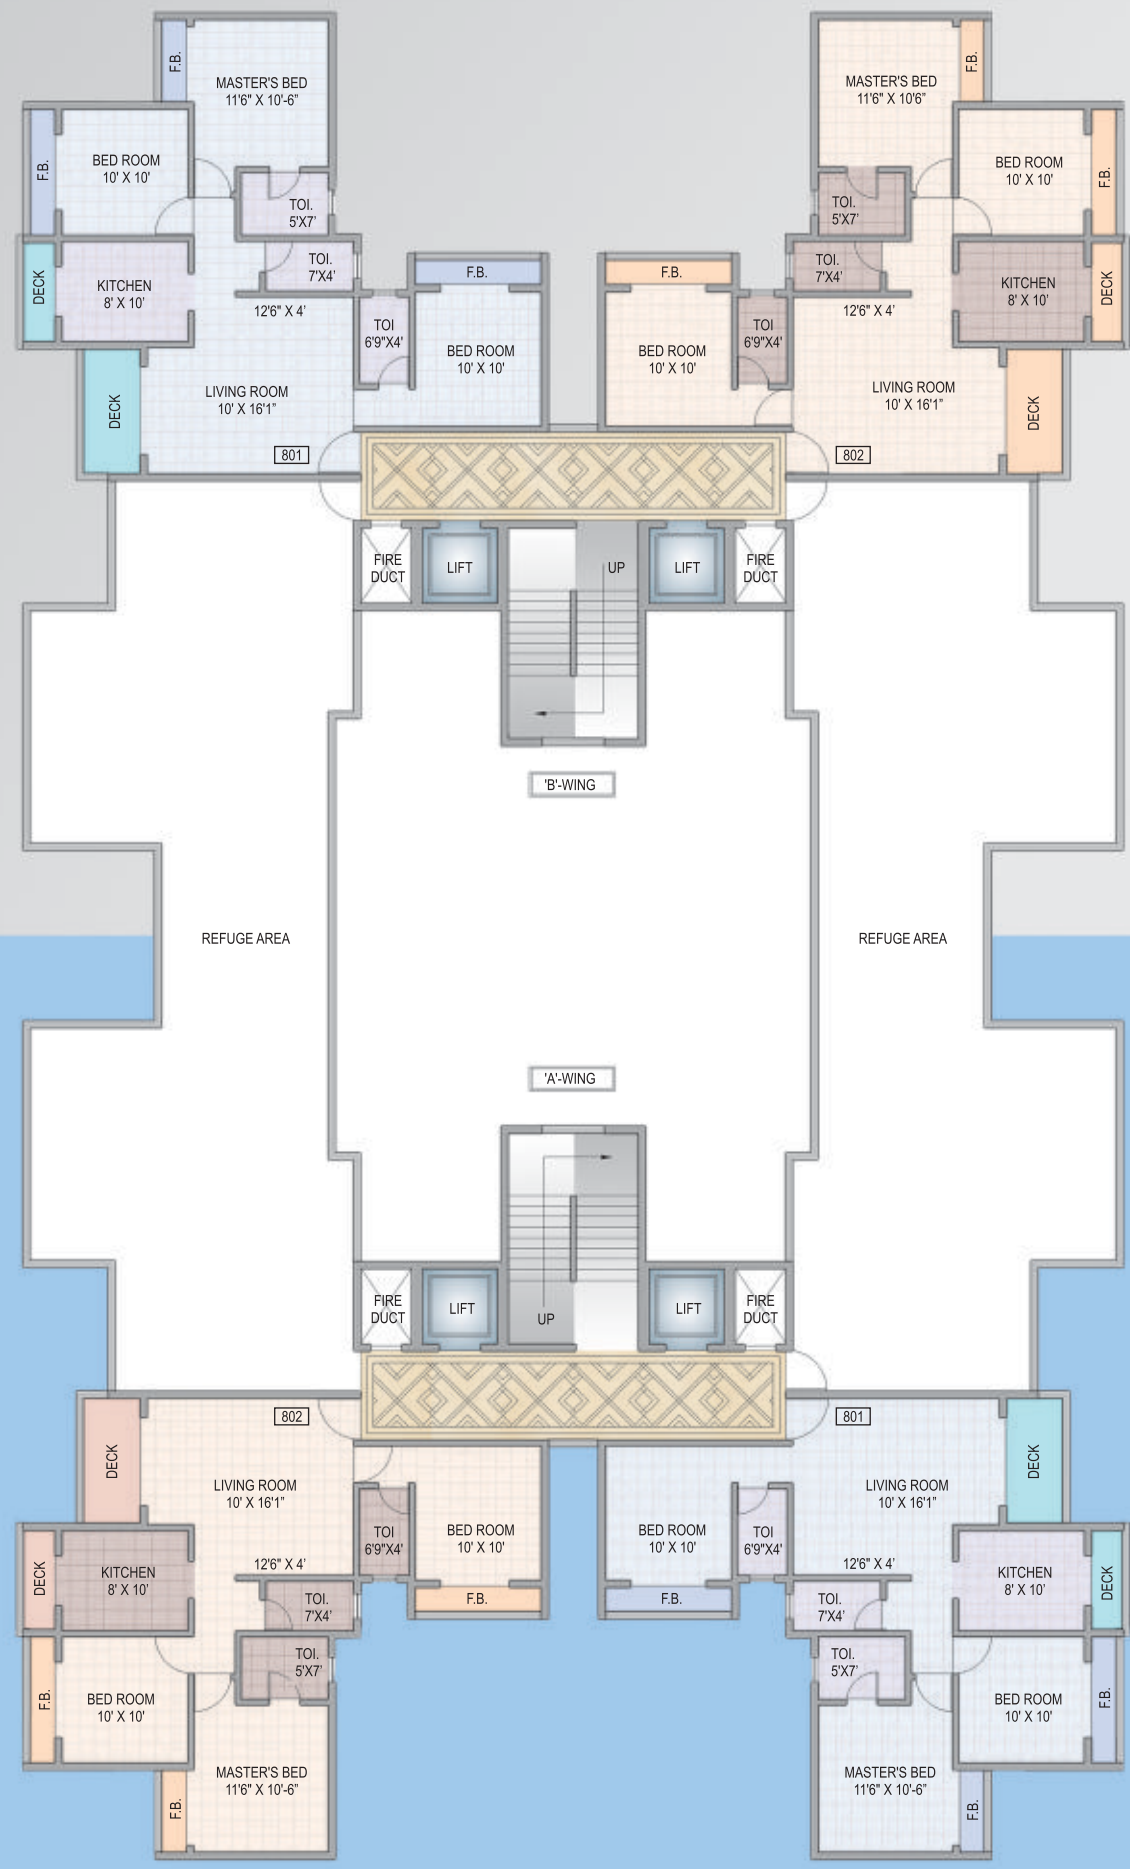 F.B.
MASTER'S BED
11'6" X 10'-6"
BED ROOM
10' X 10'
F.B.
TOI.
5'X7'
TOI.
7'X4'
DECK
KITCHEN
8' X 10'
12'6" X 4'
F.B.
TOI
6'9"X4'
BED ROOM
10' X 10'
LIVING ROOM
10' X 16'1"
DECK
801
MASTER'S BED
11'6" X 10'6"
F.B.
BED ROOM
10' X 10'
F.B.
TOI.
5'X7'
TOI.
7'X4'
KITCHEN
8' X 10'
DECK
F.B.
12'6" X 4'
TOI
6'9"X4'
BED ROOM
10' X 10'
LIVING ROOM
10' X 16'1"
DECK
802
FIRE
DUCT
LIFT
UP
LIFT
FIRE
DUCT
'B'-WING
REFUGE AREA
REFUGE AREA
'A'-WING
FIRE
DUCT
LIFT
UP
LIFT
FIRE
DUCT
802
DECK
LIVING ROOM
10' X 16'1"
TOI
6'9"X4'
BED ROOM
10' X 10'
12'6" X 4'
DECK
KITCHEN
8' X 10'
F.B.
TOI.
7'X4'
TOI.
5'X7'
F.B.
BED ROOM
10' X 10'
MASTER'S BED
11'6" X 10'-6"
F.B.
801
LIVING ROOM
10' X 16'1"
DECK
BED ROOM
10' X 10'
TOI
6'9"X4'
12'6" X 4'
KITCHEN
8' X 10'
DECK
F.B.
TOI.
7'X4'
TOI.
5'X7'
BED ROOM
10' X 10'
F.B.
MASTER'S BED
11'6" X 10'-6"
F.B.